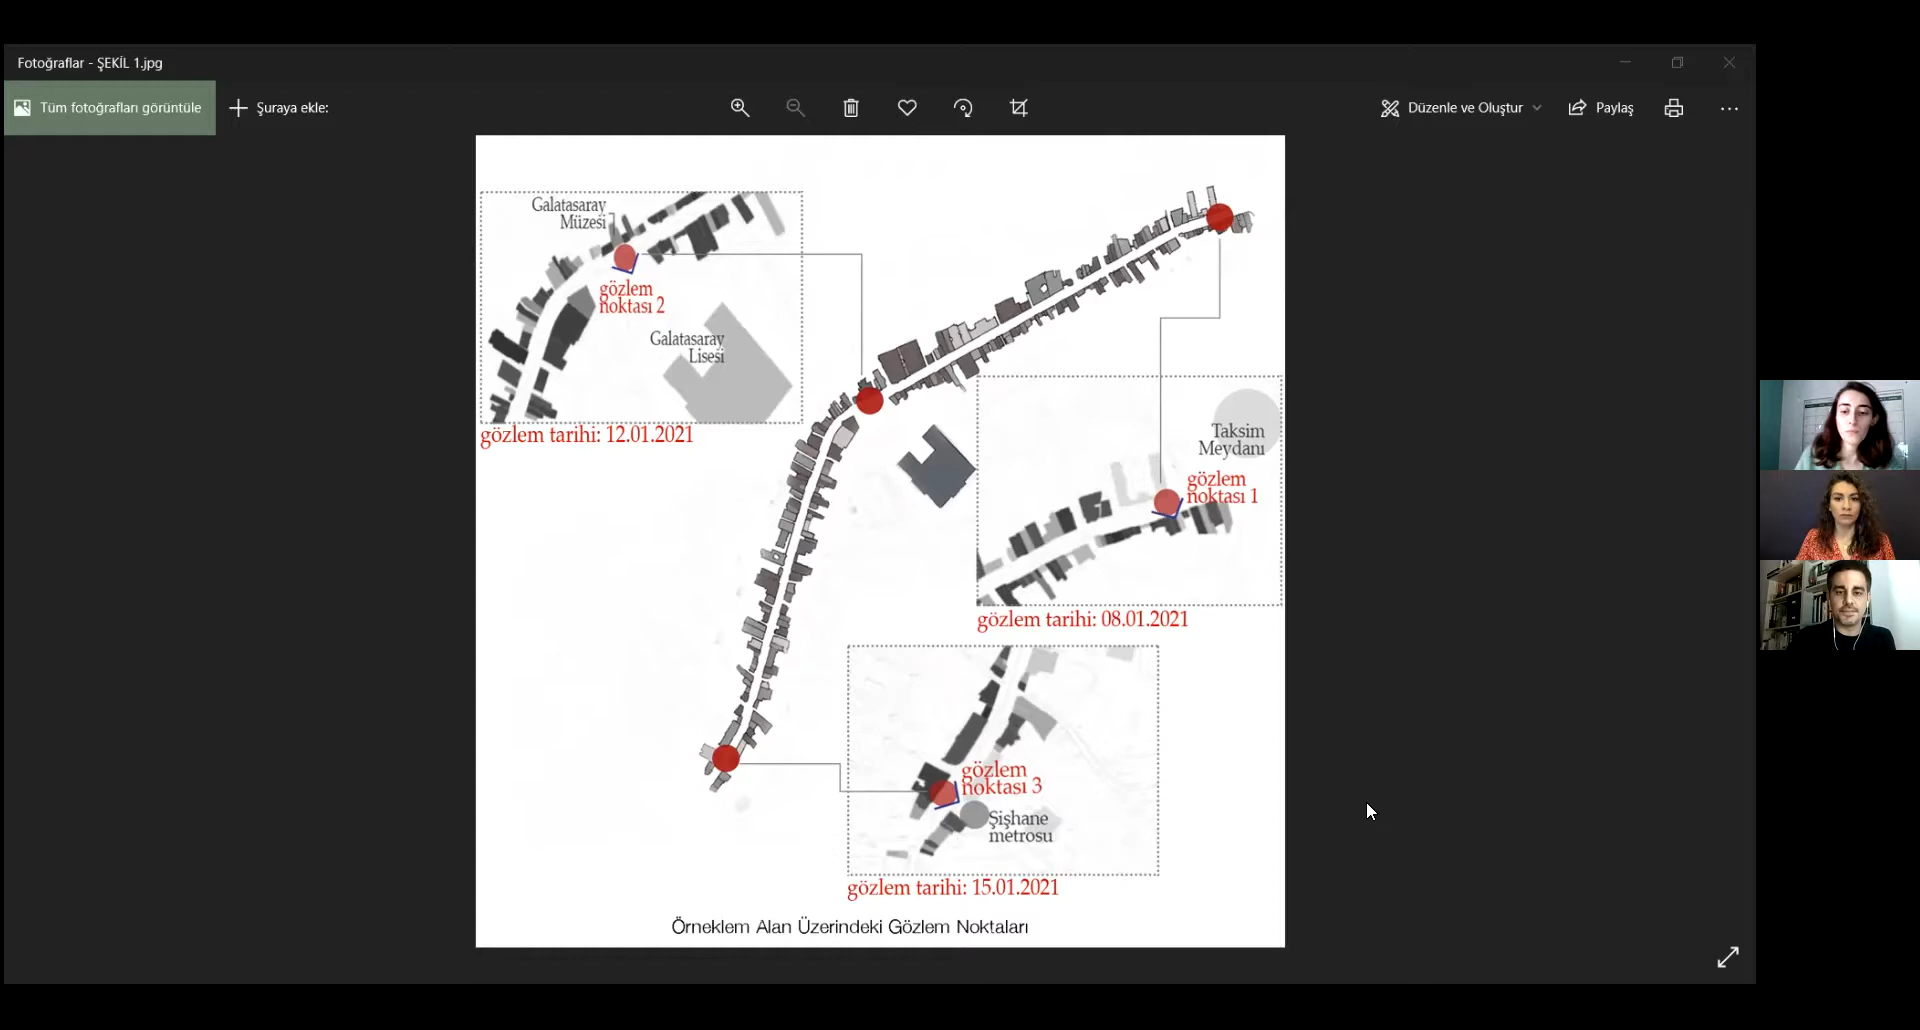 Fotoğraflar - ŞEKİL 1.jpg
Tüm fotoğrafları görüntüle
Şuraya ekle:
Düzenle ve Oluştur
Paylaş
Galatasaray
Müzesi
gözlem
noktası 2
Galatasaray
Lisesi
gözlem tarihi: 12.01.2021
Taksim
Meydanı
gözlem
noktası 1
gözlem tarihi: 08.01.2021
gözlem
noktası 3
Şişhane
metrosu
gözlem tarihi: 15.01.2021
Örneklem Alan Üzerindeki Gözlem Noktaları